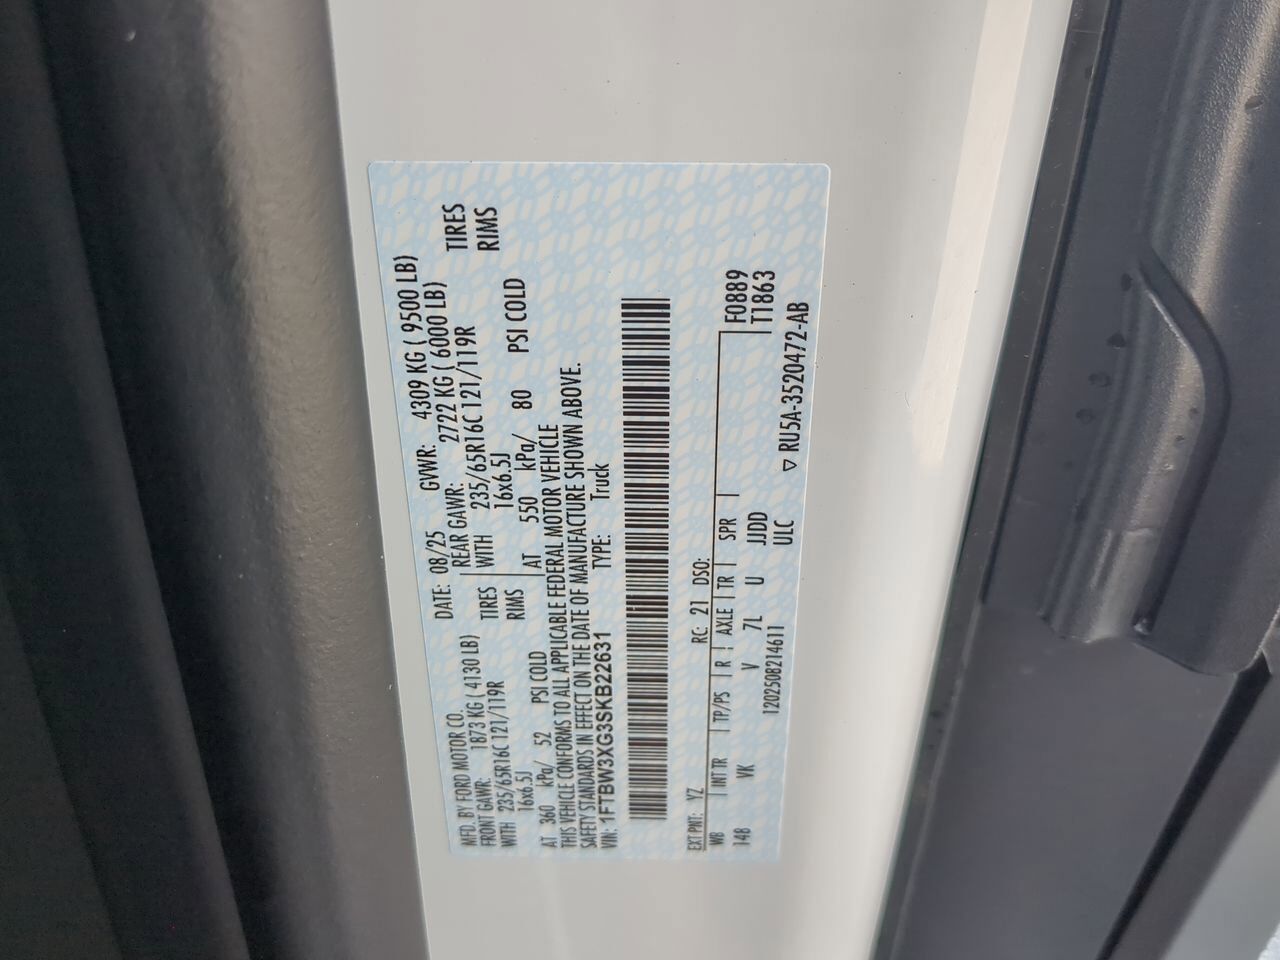 MFD. BY FORD MOTOR CO.
DATE: 08/25 GVWR: 4309 KG ( 9500 LB)
FRONT GAWR: 1873 KG ( 4130 LB) REAR GAWR: 2722 KG ( 6000 LB)
WITH 235/65R16C 121/119R TIRES WITH 235/65R16C 121/119R TIRES
16x6.5J RIMS 16x6.5J RIMS
AT 360 kPa/ 52 PSI COLD AT 550 kPa/ 80 PSI COLD
THIS VEHICLE CONFORMS TO ALL APPLICABLE FEDERAL MOTOR VEHICLE
SAFETY STANDARDS IN EFFECT ON THE DATE OF MANUFACTURE SHOWN ABOVE.
VIN: 1FTBW3XG3SKB22631 TYPE: Truck
EXT PNT: YZ RC: 21 DSO:
WB INT TR TP/PS R AXLE TR SPR F0889
148 VK V 7L U JJDD T1863
1202508214611 ULC
▽ RU5A-3520472-AB